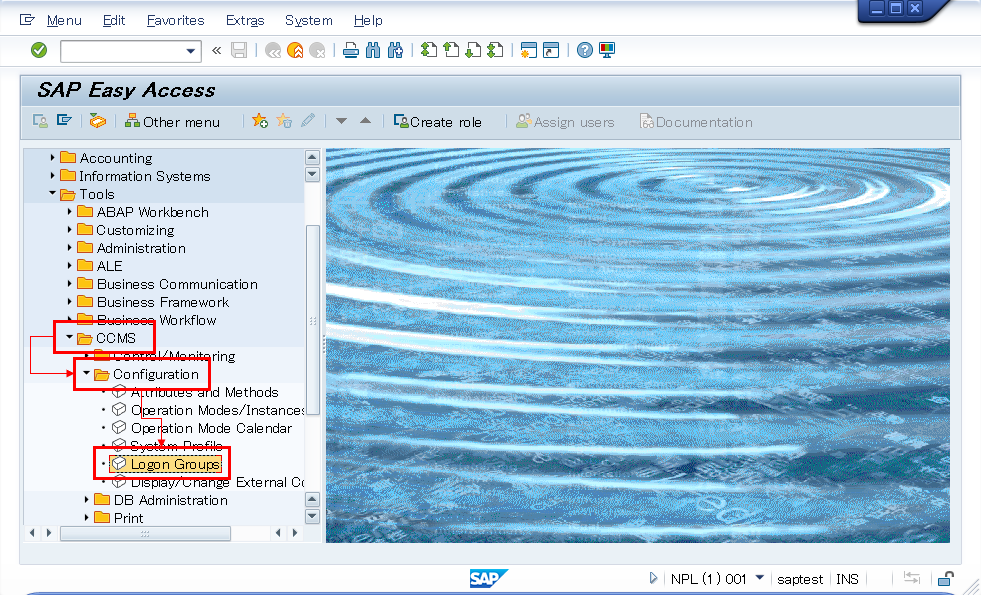 Menu Edit Favorites Extras System Help
SAP Easy Access
Other menu Create role Assign users Documentation
Accounting
Information Systems
Tools
ABAP Workbench
Customizing
Administration
ALE
Business Communication
Business Framework
Business Workflow
CCMS
Control/Monitoring
Configuration
Attributes and Methods
Operation Modes/Instances
Operation Mode Calendar
System Profile
Logon Groups
Display/Change External Co
DB Administration
Print
SAP NPL (1) 001 saptest INS